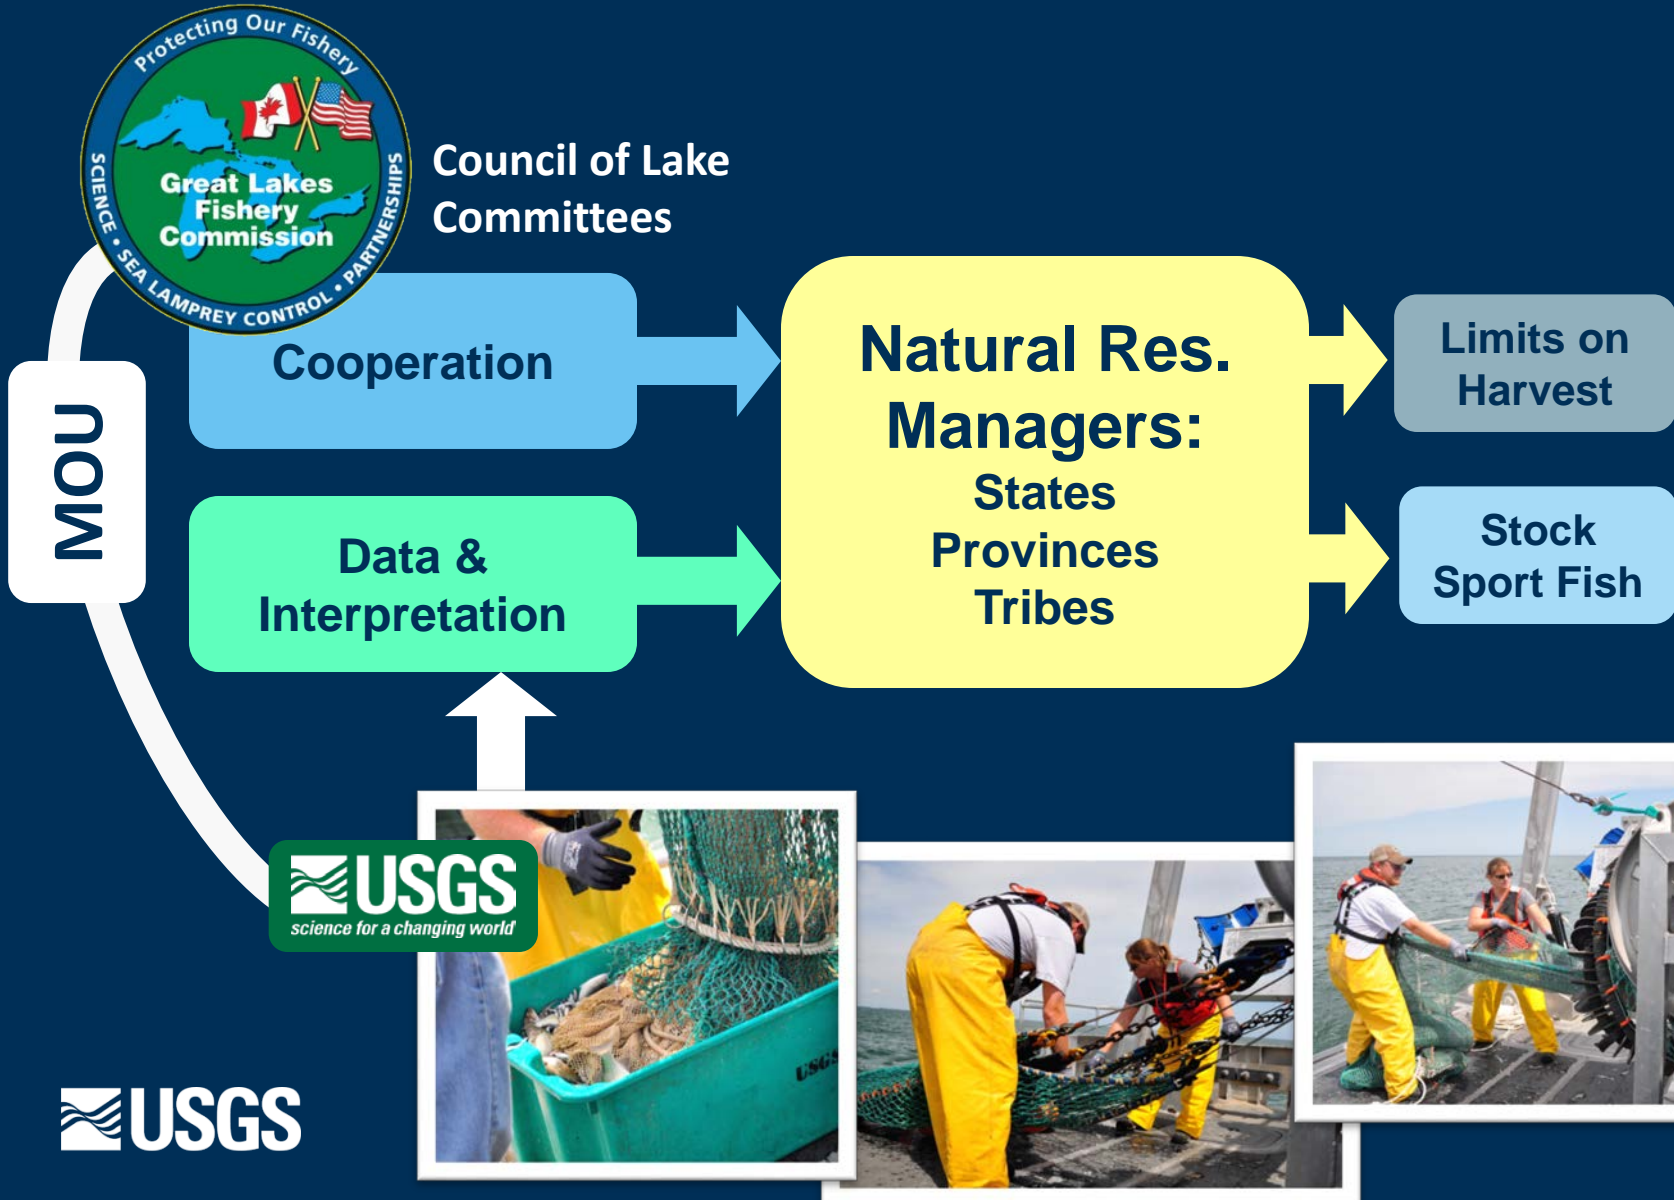 Protecting Our Fishery
Great Lakes
Fishery
Commission
SCIENCE • SEA LAMPREY CONTROL • PARTNERSHIPS
Council of Lake
Committees
MOU
Cooperation
Data &
Interpretation
Natural Res.
Managers:
States
Provinces
Tribes
Limits on
Harvest
Stock
Sport Fish
USGS
science for a changing world
USGS
USGS